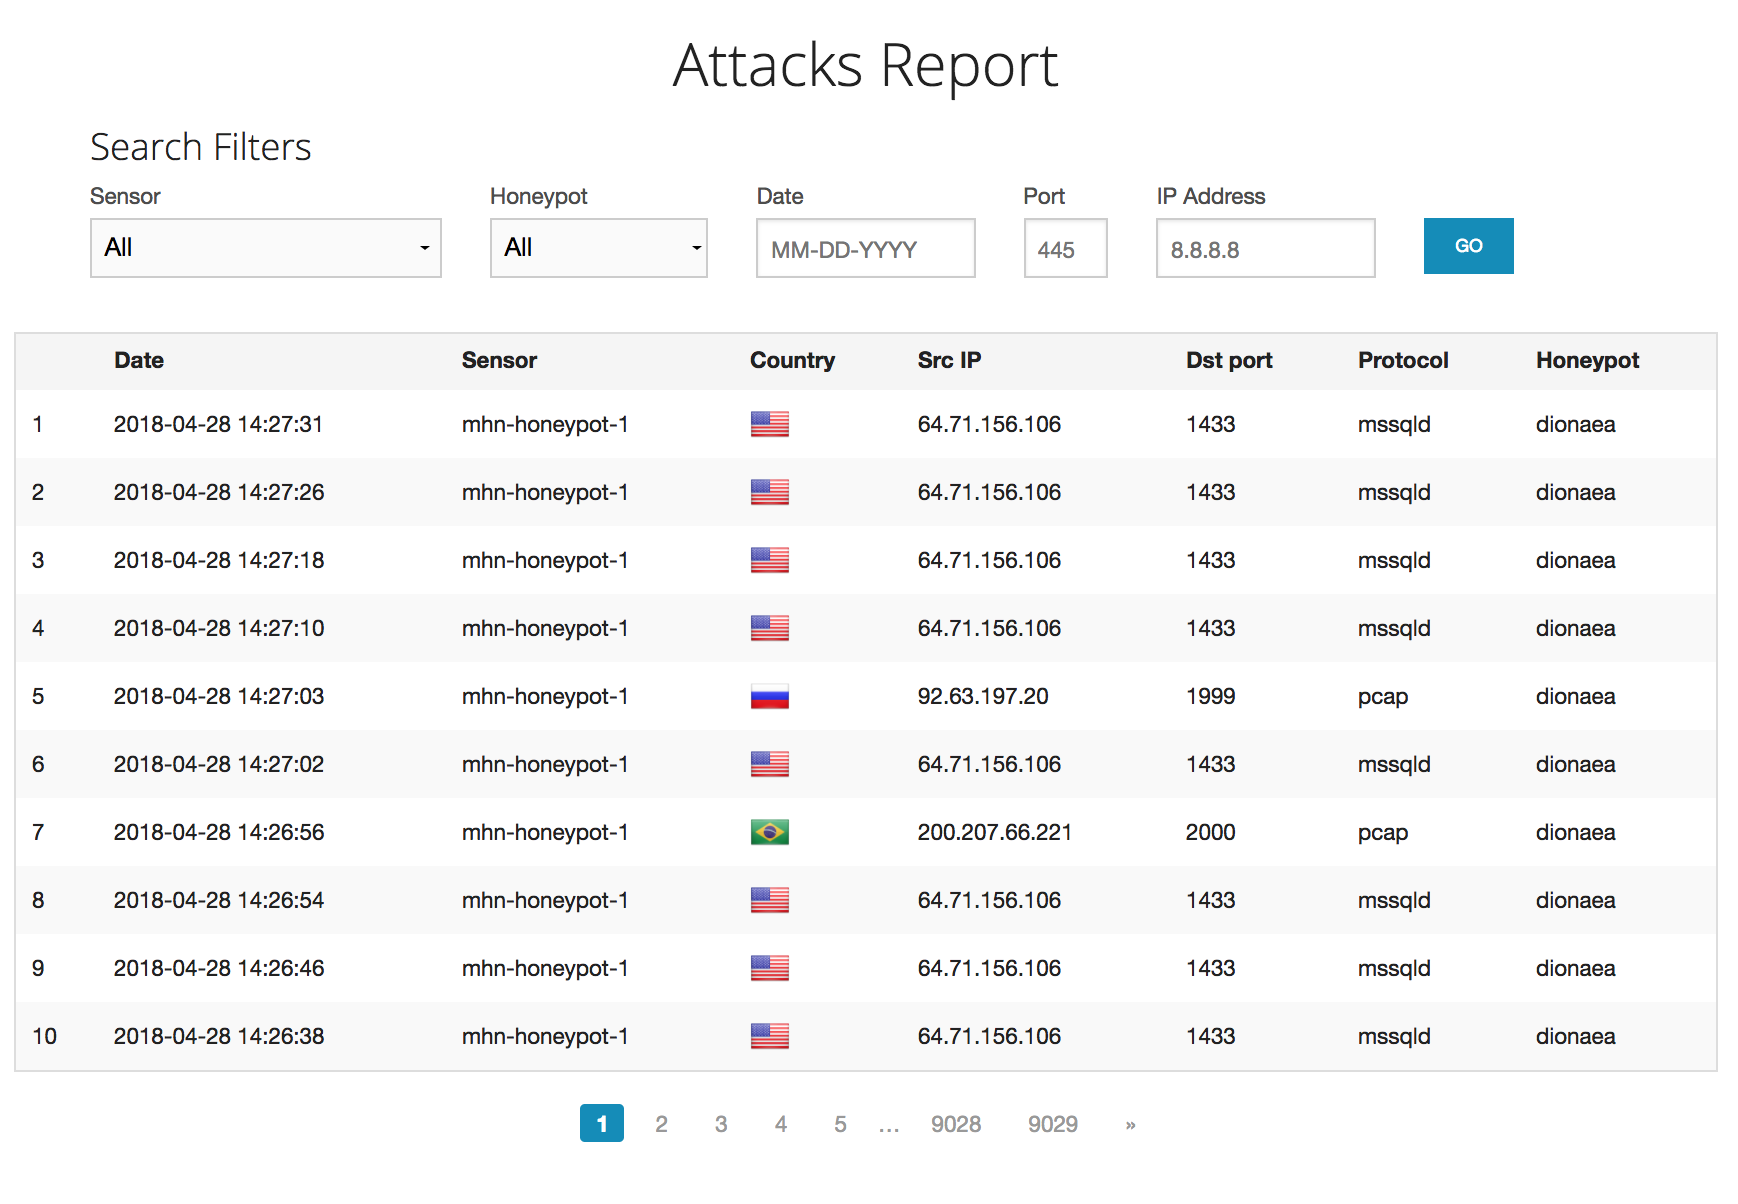 Attacks Report
Search Filters
Sensor Honeypot Date Port IP Address
All All MM-DD-YYYY 445 8.8.8.8 GO
Date Sensor Country Src IP Dst port Protocol Honeypot
1 2018-04-28 14:27:31 mhn-honeypot-1 64.71.156.106 1433 mssqld dionaea
2 2018-04-28 14:27:26 mhn-honeypot-1 64.71.156.106 1433 mssqld dionaea
3 2018-04-28 14:27:18 mhn-honeypot-1 64.71.156.106 1433 mssqld dionaea
4 2018-04-28 14:27:10 mhn-honeypot-1 64.71.156.106 1433 mssqld dionaea
5 2018-04-28 14:27:03 mhn-honeypot-1 92.63.197.20 1999 pcap dionaea
6 2018-04-28 14:27:02 mhn-honeypot-1 64.71.156.106 1433 mssqld dionaea
7 2018-04-28 14:26:56 mhn-honeypot-1 200.207.66.221 2000 pcap dionaea
8 2018-04-28 14:26:54 mhn-honeypot-1 64.71.156.106 1433 mssqld dionaea
9 2018-04-28 14:26:46 mhn-honeypot-1 64.71.156.106 1433 mssqld dionaea
10 2018-04-28 14:26:38 mhn-honeypot-1 64.71.156.106 1433 mssqld dionaea
1 2 3 4 5 ... 9028 9029 »